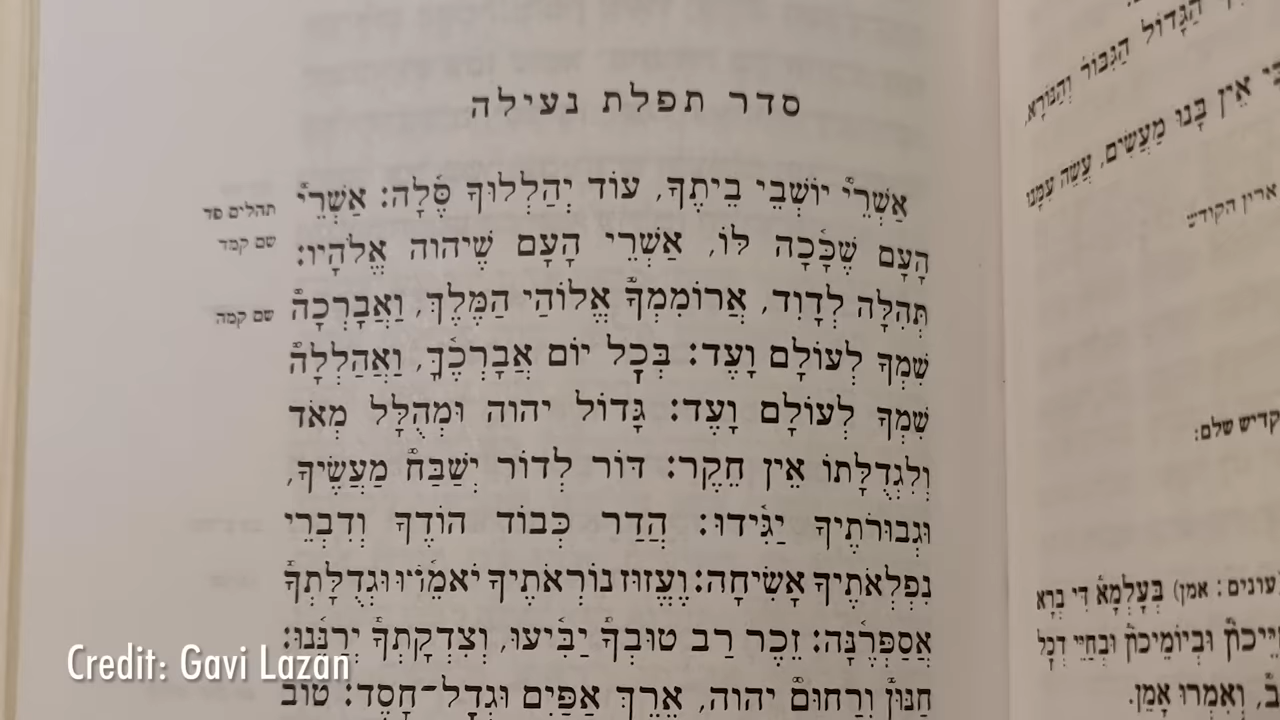 סדר תפלת נעילה
אַשְׁרֵי יוֹשְׁבֵי בֵיתֶךָ, עוֹד יְהַלְלוּךָ סֶּלָה: אַשְׁרֵי
הָעָם שֶׁכָּכָה לּוֹ, אַשְׁרֵי הָעָם שֶׁיהוה אֱלֹהָיו:
תְּהִלָּה לְדָוִד, אֲרוֹמִמְךָ אֱלוֹהַי הַמֶּלֶךְ, וַאֲבָרְכָה
שִׁמְךָ לְעוֹלָם וָעֶד: בְּכָל יוֹם אֲבָרְכֶךָּ, וַאֲהַלְלָה
שִׁמְךָ לְעוֹלָם וָעֶד: גָּדוֹל יהוה וּמְהֻלָּל מְאֹד
וְלִגְדֻלָּתוֹ אֵין חֵקֶר: דּוֹר לְדוֹר יְשַׁבַּח מַעֲשֶׂיךָ,
וּגְבוּרֹתֶיךָ יַגִּידוּ: הֲדַר כְּבוֹד הוֹדֶךָ וְדִבְרֵי
נִפְלְאֹתֶיךָ אָשִׂיחָה: וֶעֱזוּז נוֹרְאֹתֶיךָ יֹאמֵרוּ וּגְדֻלָּתְךָ
אֲסַפְּרֶנָּה: זֵכֶר רַב טוּבְךָ יַבִּיעוּ, וְצִדְקָתְךָ יְרַנֵּנוּ:
חַנּוּן וְרַחוּם יהוה, אֶרֶךְ אַפַּיִם וּגְדָל־חָסֶד: טוֹב
תהלים פד
שם קמד
שם קמה
הַגָּדוֹל הַגִּבּוֹר וְהַנּוֹרָא,
אֵין בָּנוּ מַעֲשִׂים, עֲשֵׂה עִמָּנוּ
ארון הקודש
קדיש שלם:
עונים: אמן) בְּעָלְמָא דִּי בְרָא
וּבְיוֹמֵיכוֹן וּבְחַיֵּי דְכָל
וְאִמְרוּ אָמֵן.
Credit: Gavi Lazan